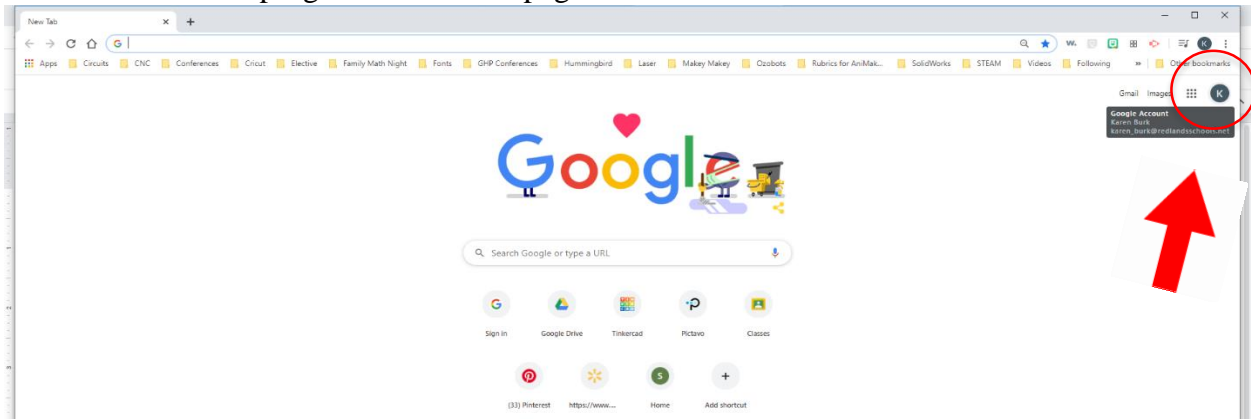 New Tab
G
Apps Circuits CNC Conferences Cricut Elective Family Math Night Fonts GHP Conferences Hummingbird Laser Makey Makey Ozobots Rubrics for AniMak... SolidWorks STEAM Videos Following » Other bookmarks
Gmail Images K
Google Account
Karen Burk
karen_burk@redlandsschools.net
Google
Search Google or type a URL
Sign in Google Drive Tinkercad Pictavo Classes
(33) Pinterest https://www.... Home Add shortcut